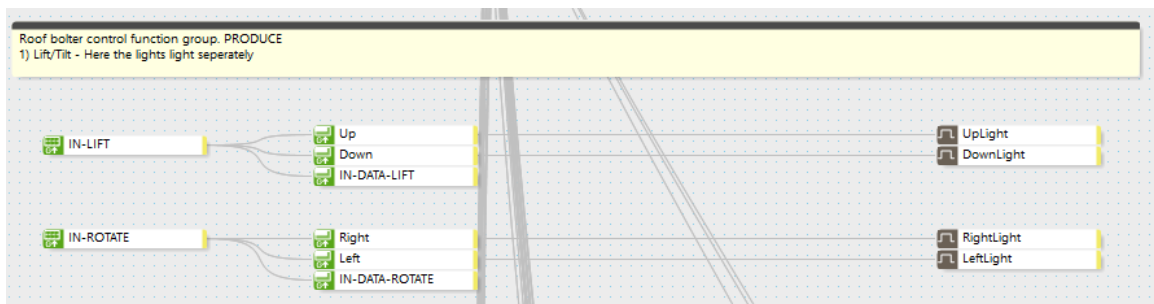 Roof bolter control function group. PRODUCE
1) Lift/Tilt - Here the lights light seperately
IN-LIFT
Up
Down
IN-DATA-LIFT
UpLight
DownLight
IN-ROTATE
Right
Left
IN-DATA-ROTATE
RightLight
LeftLight